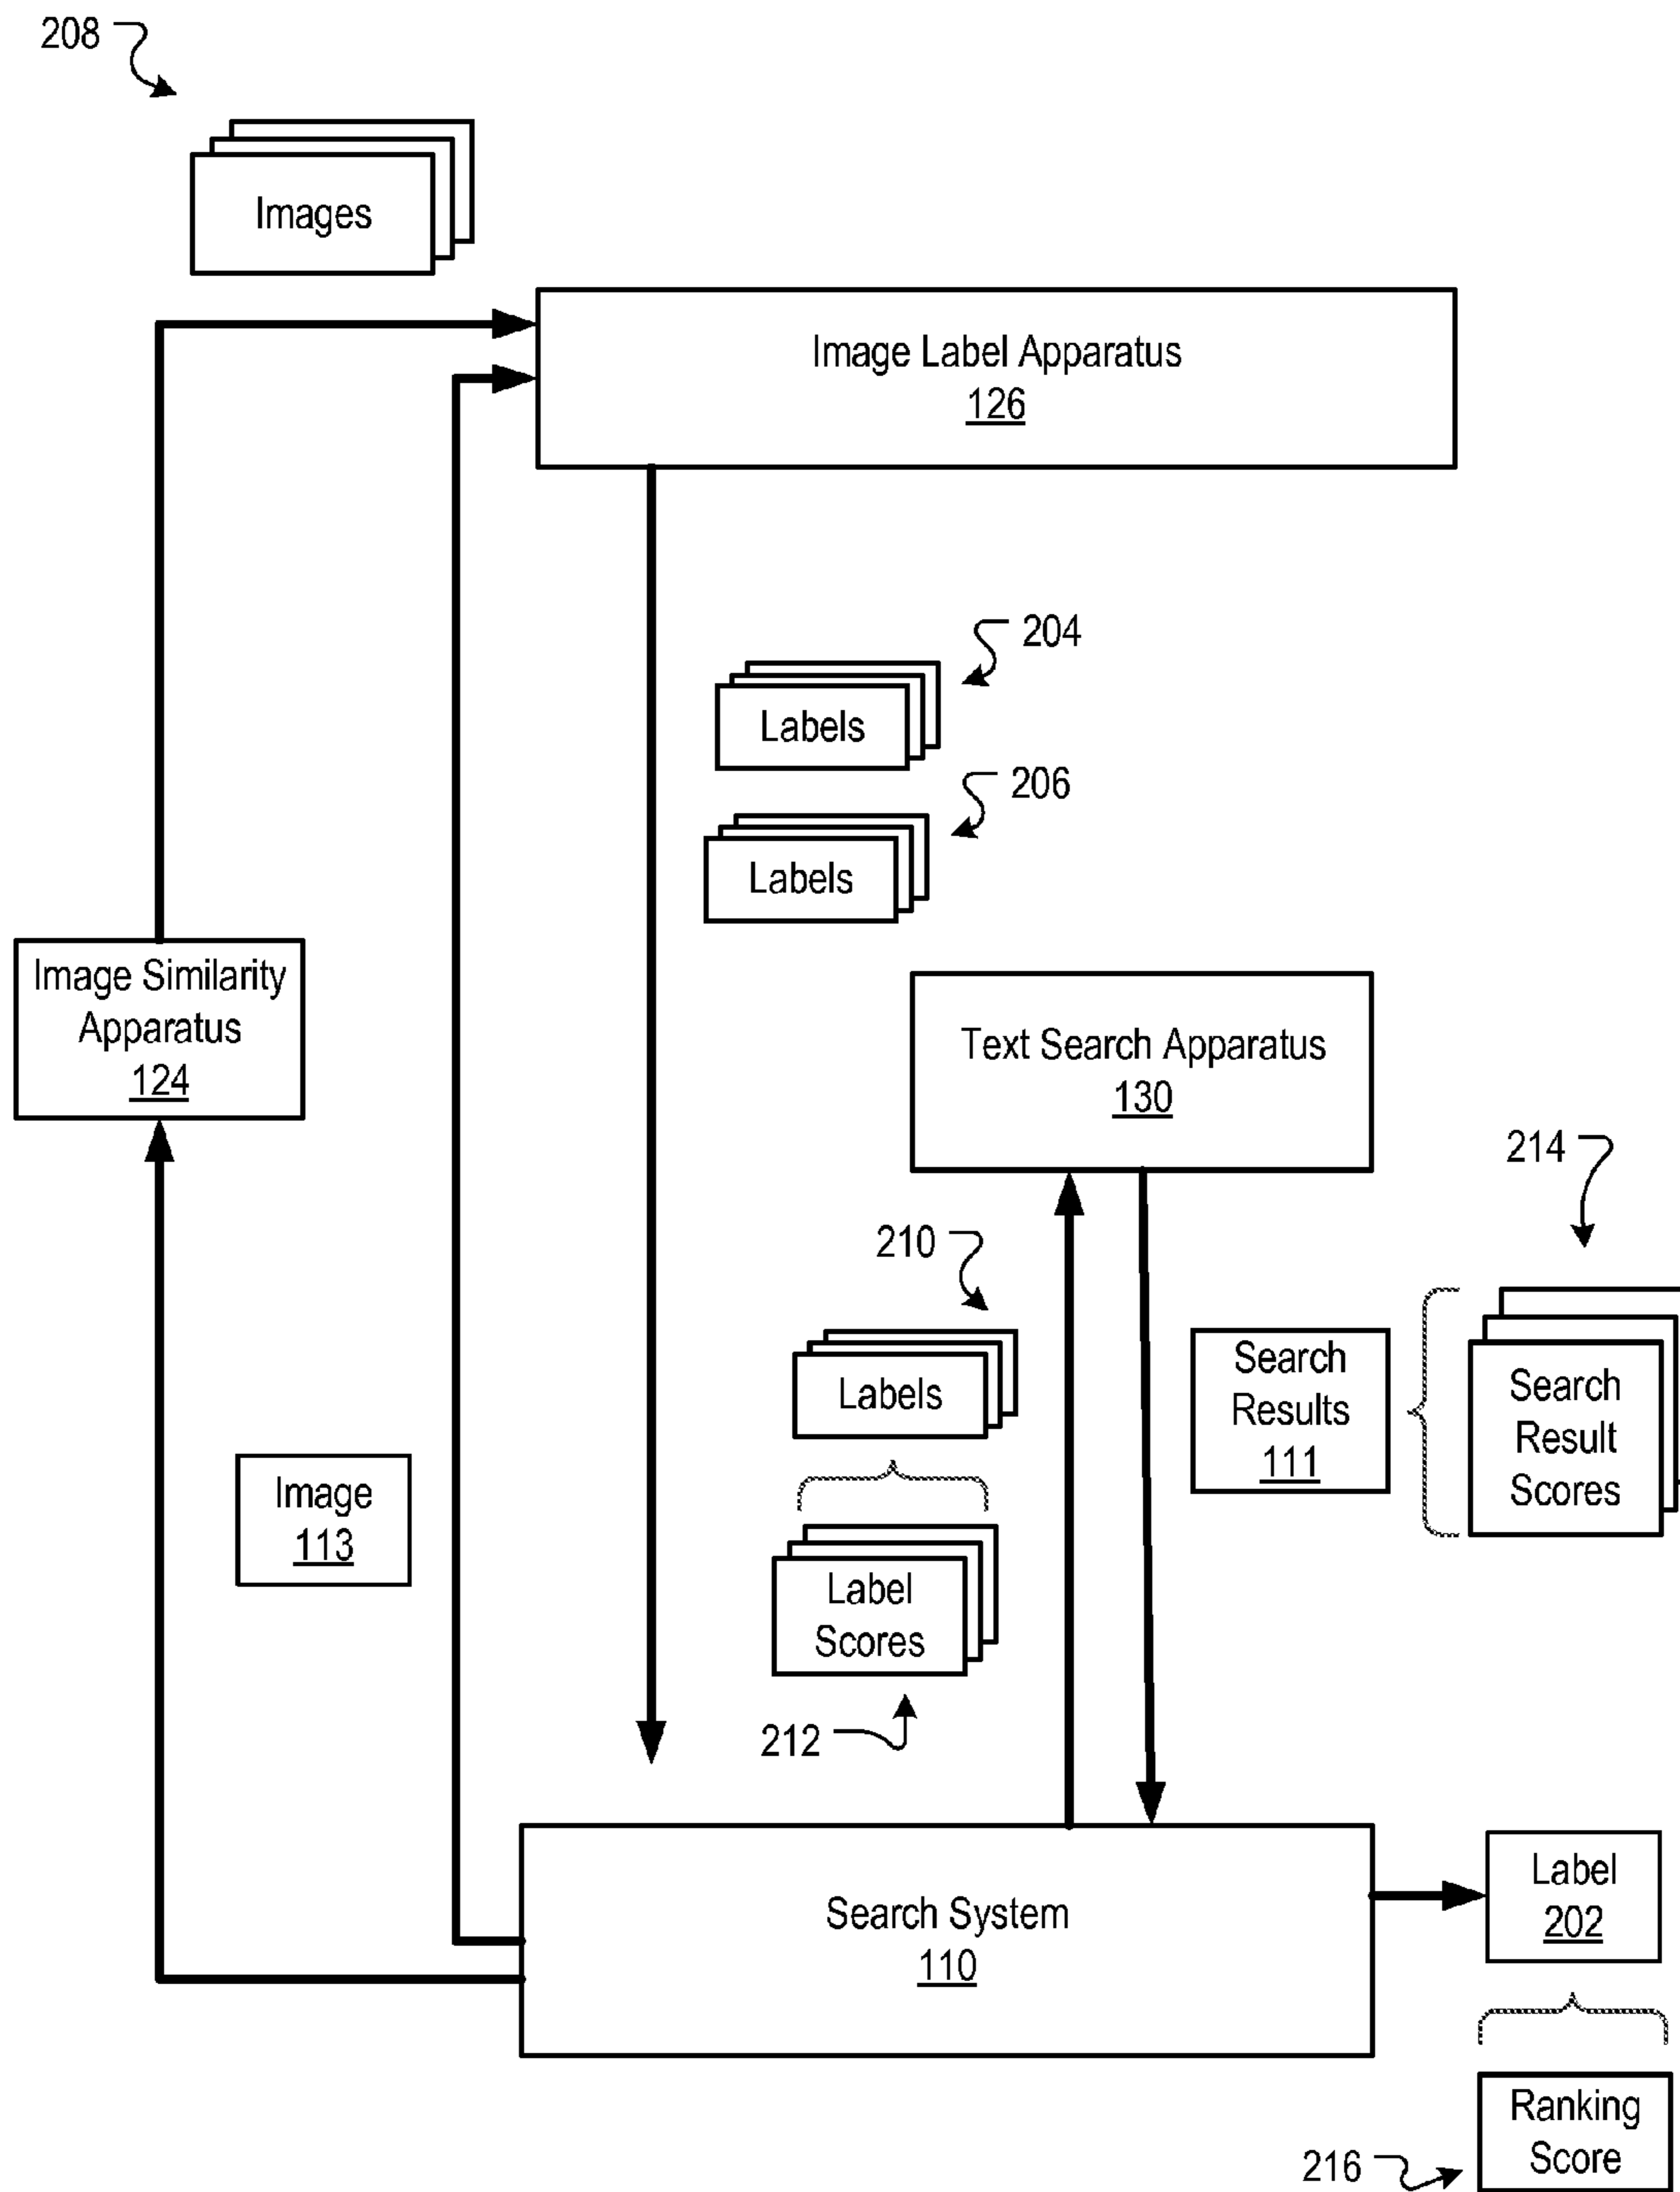 208
Images
Image Label Apparatus
126
204
Labels
206
Labels
Image Similarity
Apparatus
124
Text Search Apparatus
130
214
210
Labels
Search
Results
111
Search
Result
Scores
Image
113
Label
Scores
212
Search System
110
Label
202
Ranking
Score
216